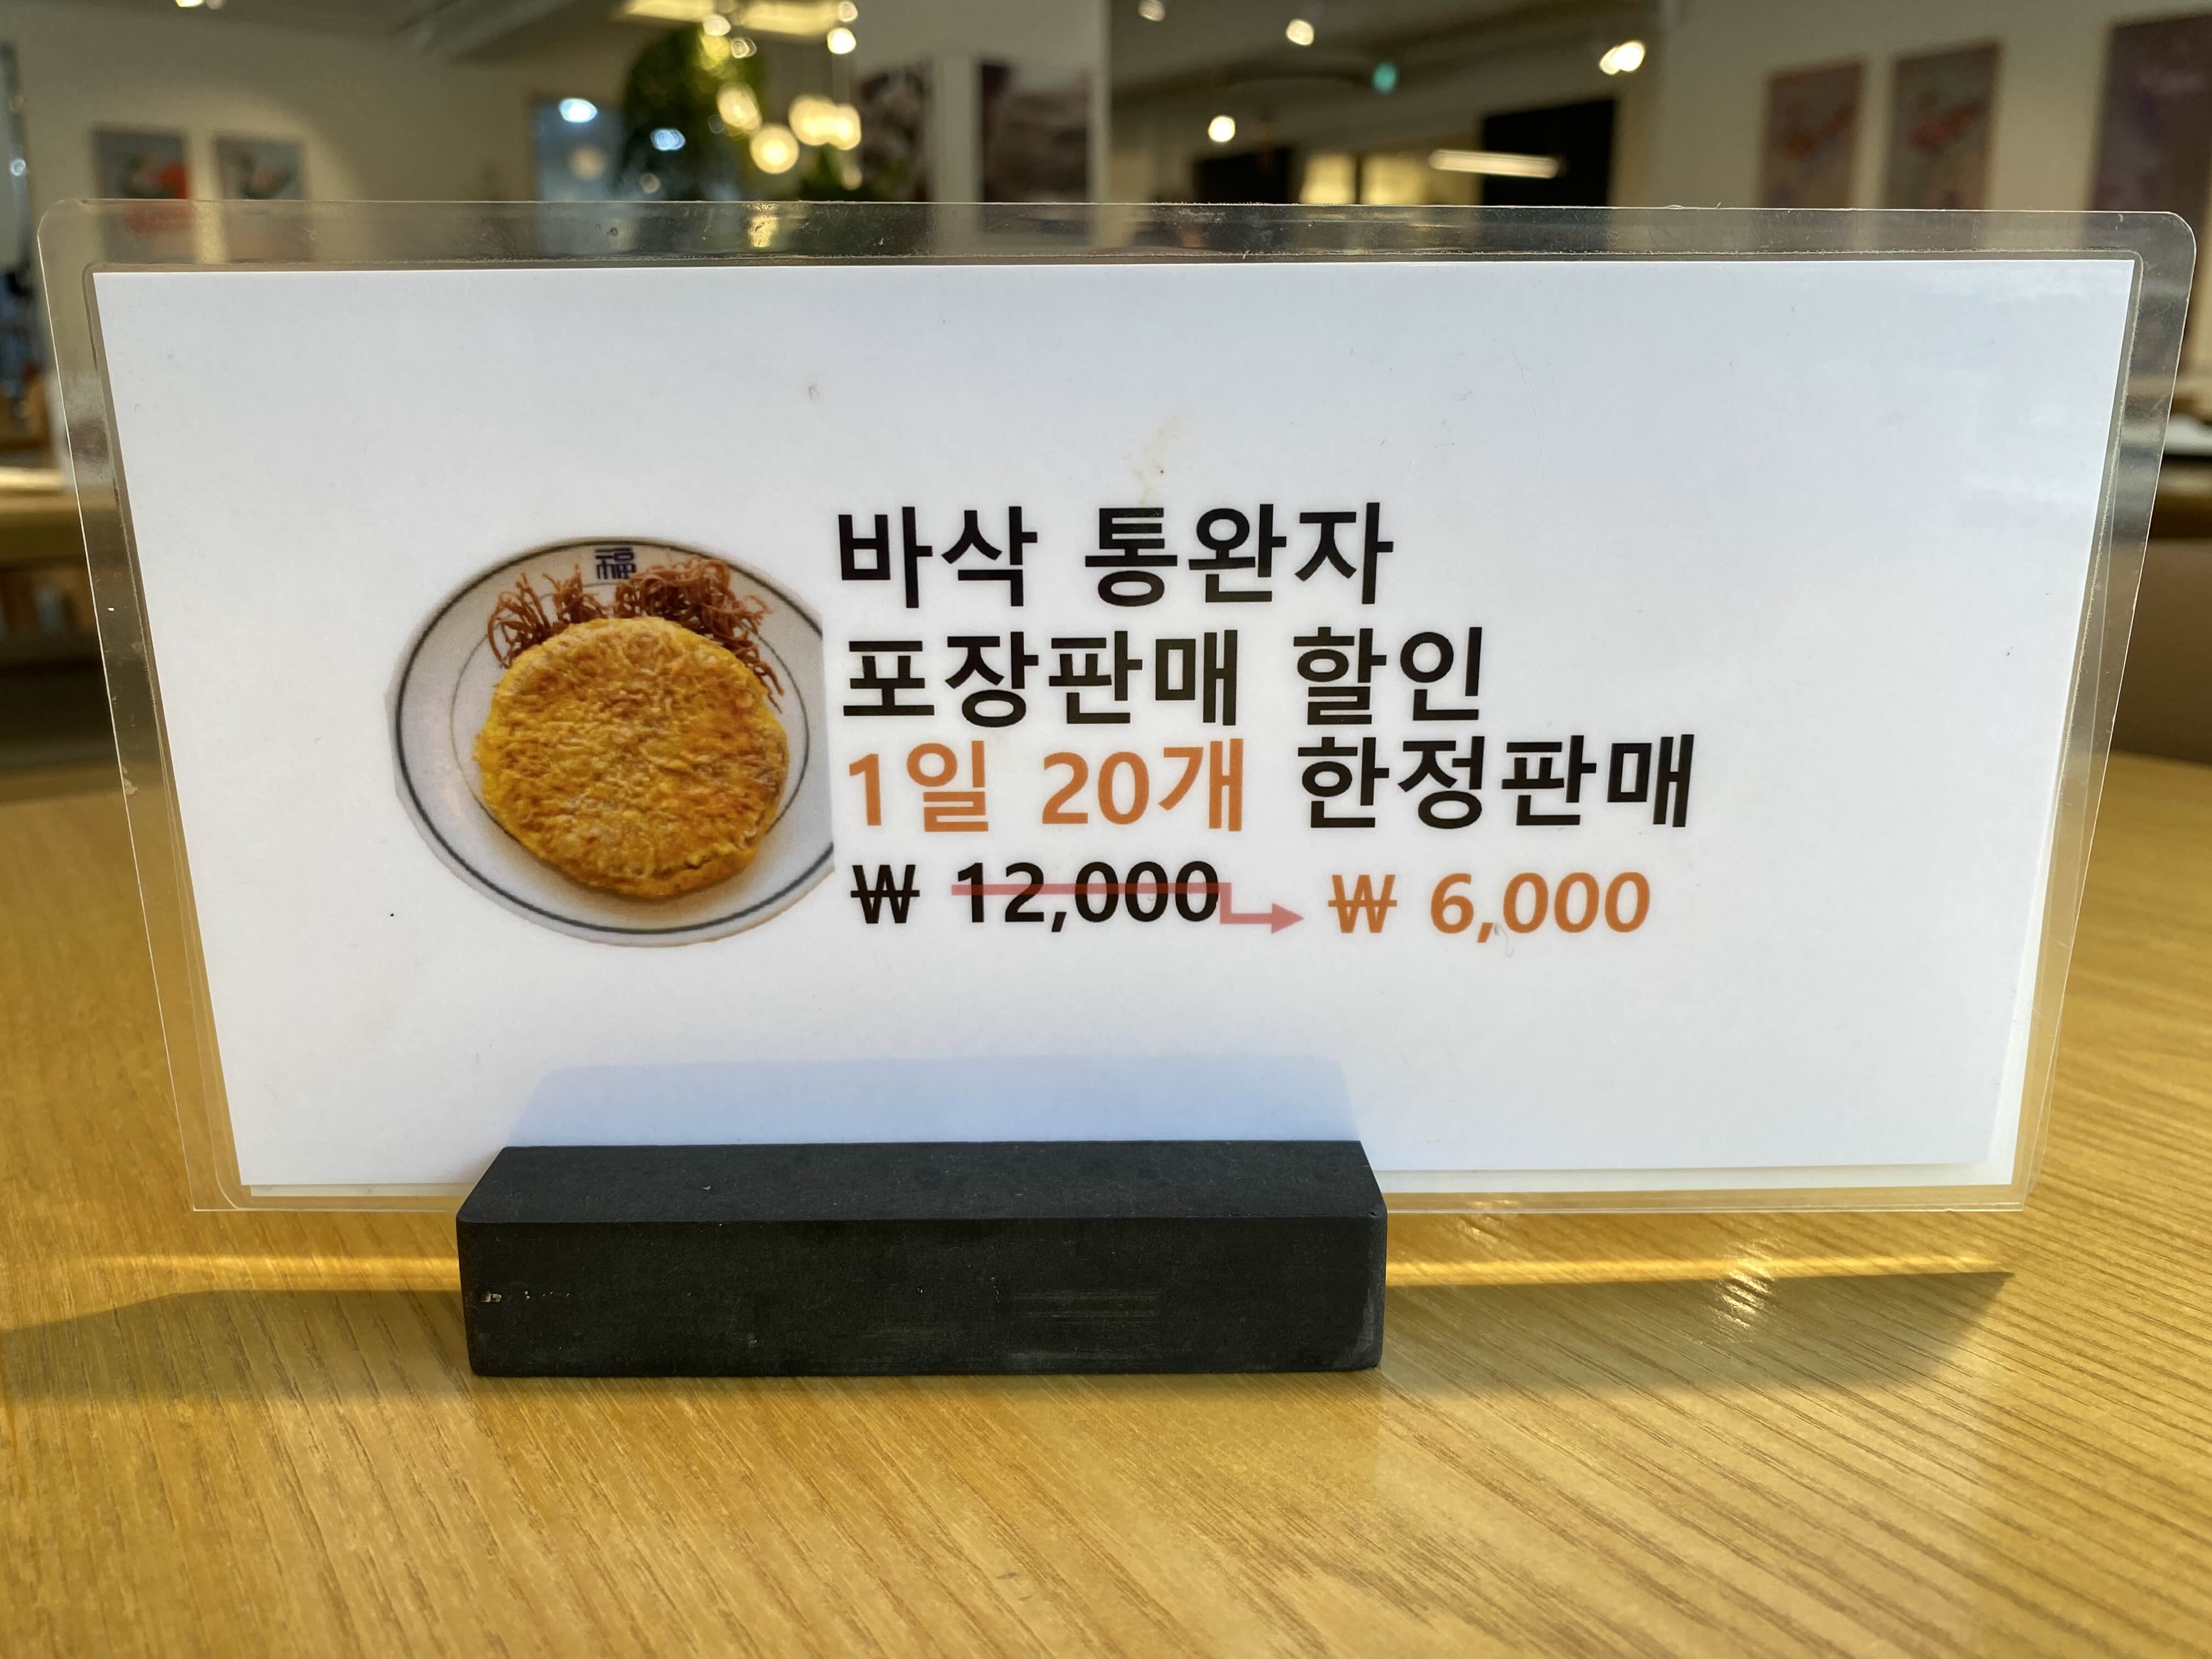 福
바삭 통완자
포장판매 할인
1일 20개 한정판매
₩ 12,000 ₩ 6,000